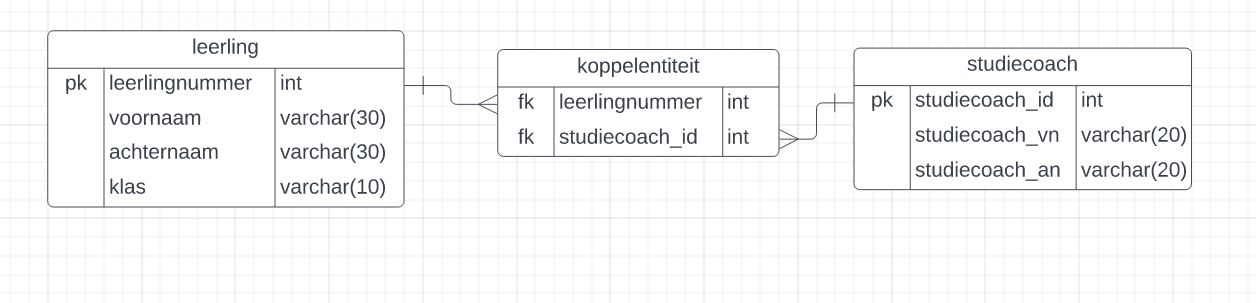 leerling
pk leerlingnummer int
voornaam varchar(30)
achternaam varchar(30)
klas varchar(10)
koppelentiteit
fk leerlingnummer int
fk studiecoach_id int
studiecoach
pk studiecoach_id int
studiecoach_vn varchar(20)
studiecoach_an varchar(20)